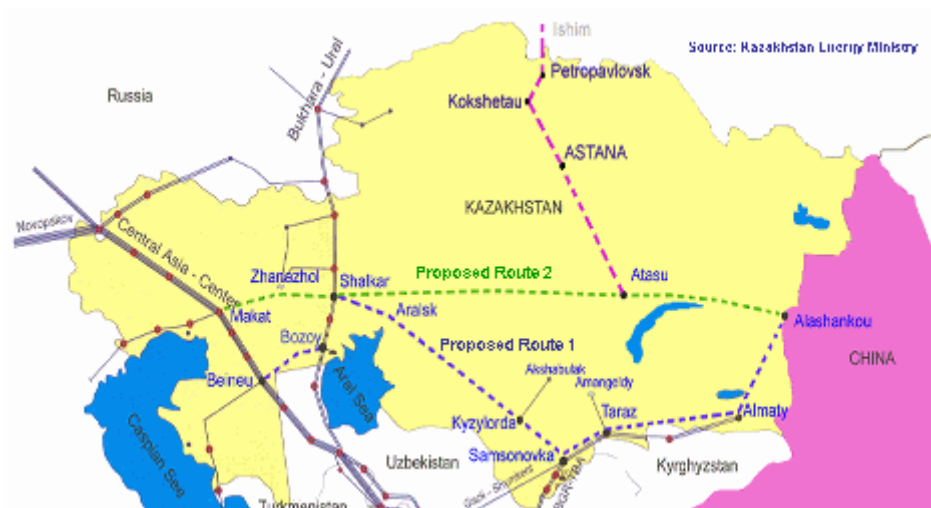 Ishim
Source: Kazakhstan Energy Ministry
Petropavlovsk
Russia
Bukhara - Ural
Kokshetau
ASTANA
KAZAKHSTAN
Novopskov
Central Asia - Center
Zhanazhol
Shalkar
Proposed Route 2
Atasu
Makat
Aralsk
Alashankou
Bozoy
Proposed Route 1
CHINA
Beineu
Akshabulak
Aral Sea
Amangeldy
Caspian Sea
Kyzylorda
Taraz
Almaty
Uzbekistan
Samsonovka
Kyrghyzstan
Turkmenistan